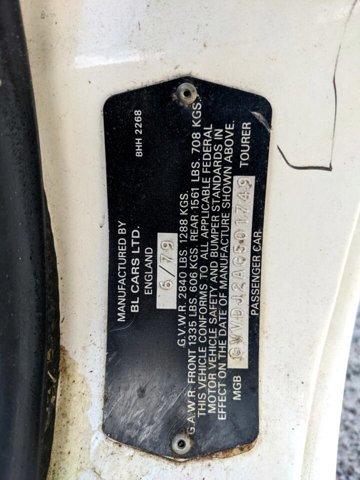 BHH 2268
MANUFACTURED BY
BL CARS LTD.
ENGLAND
6/79
G.V.W.R. 2840 LBS. 1288 KGS.
G.A.W.R. FRONT 1335 LBS. 606 KGS. REAR 1561 LBS. 708 KGS.
THIS VEHICLE CONFORMS TO ALL APPLICABLE FEDERAL
MOTOR VEHICLE SAFETY AND BUMPER STANDARDS IN
EFFECT ON THE DATE OF MANUFACTURE SHOWN ABOVE.
MGB GWVDJ2AG501749 TOURER
PASSENGER CAR